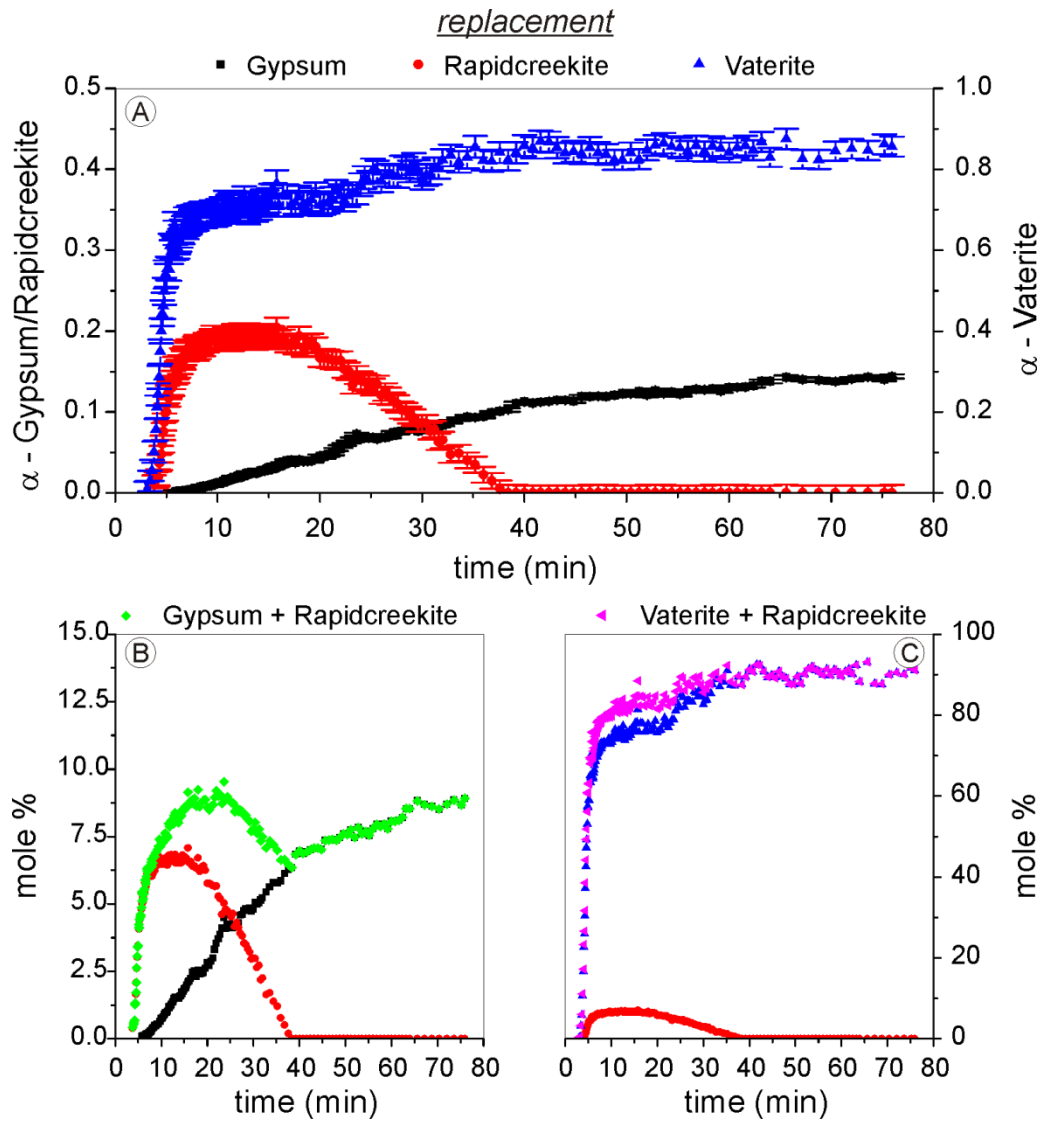 replacement
Gypsum Rapidcreekite Vaterite
A
0.5 1.0
0.4 0.8
0.3 0.6
0.2 0.4
0.1 0.2
0.0 0.0
α - Gypsum/Rapidcreekite
α - Vaterite
0 10 20 30 40 50 60 70 80
time (min)
Gypsum + Rapidcreekite
B
15.0
12.5
10.0
7.5
5.0
2.5
0.0
mole %
0 10 20 30 40 50 60 70 80
time (min)
Vaterite + Rapidcreekite
C
100
80
60
40
20
0
mole %
0 10 20 30 40 50 60 70 80
time (min)